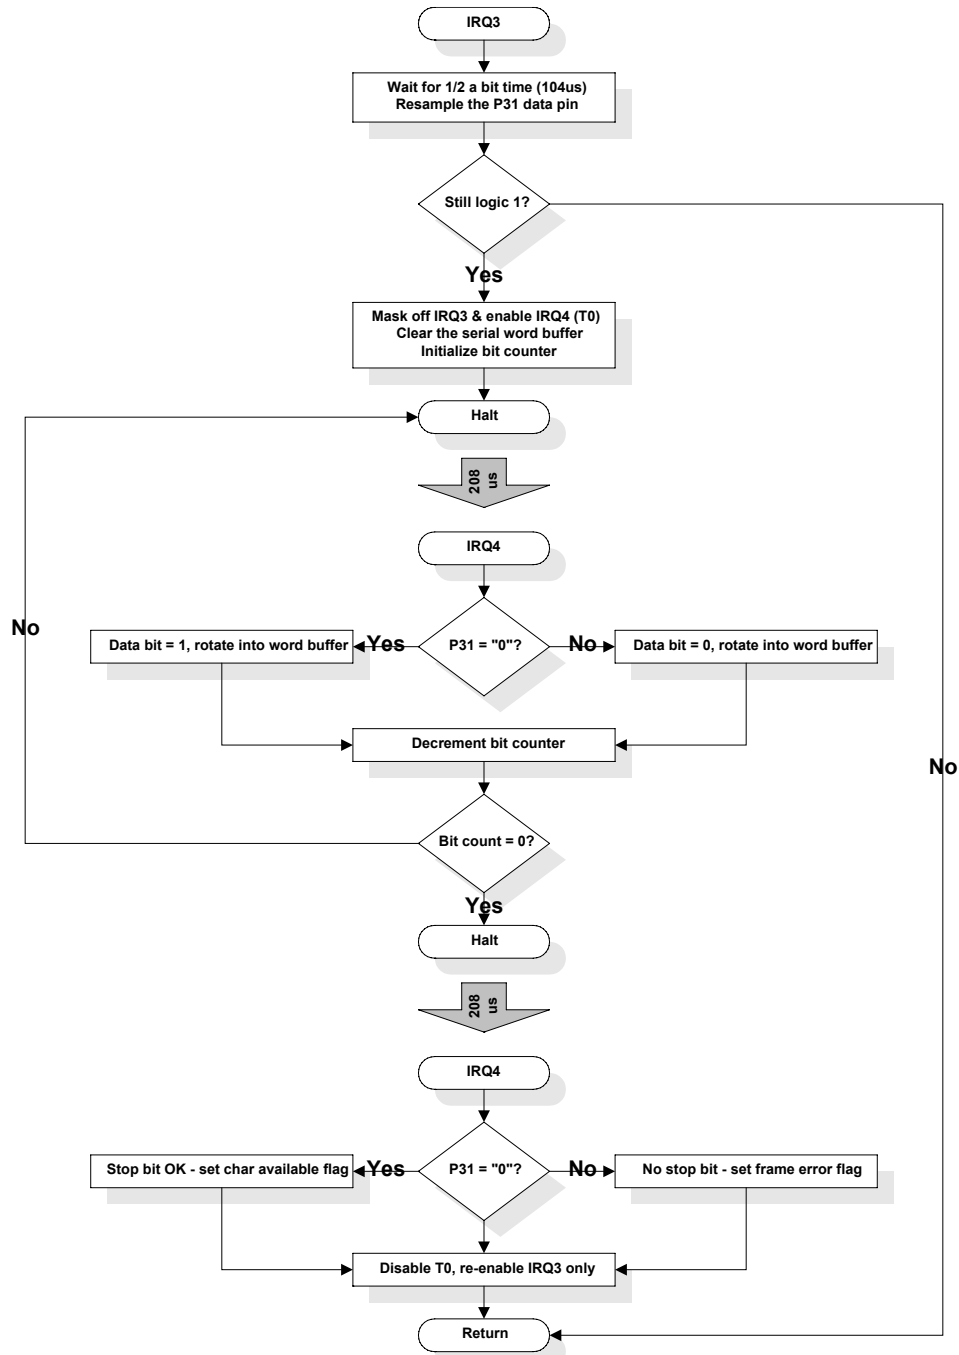 IRQ3
Wait for 1/2 a bit time (104us)
Resample the P31 data pin
Still logic 1?
Yes
Mask off IRQ3 & enable IRQ4 (T0)
Clear the serial word buffer
Initialize bit counter
Halt
208
us
IRQ4
No
Data bit = 1, rotate into word buffer
Yes
P31 = "0"?
No
Data bit = 0, rotate into word buffer
Decrement bit counter
No
Bit count = 0?
Yes
Halt
208
us
IRQ4
Stop bit OK - set char available flag
Yes
P31 = "0"?
No
No stop bit - set frame error flag
Disable T0, re-enable IRQ3 only
Return